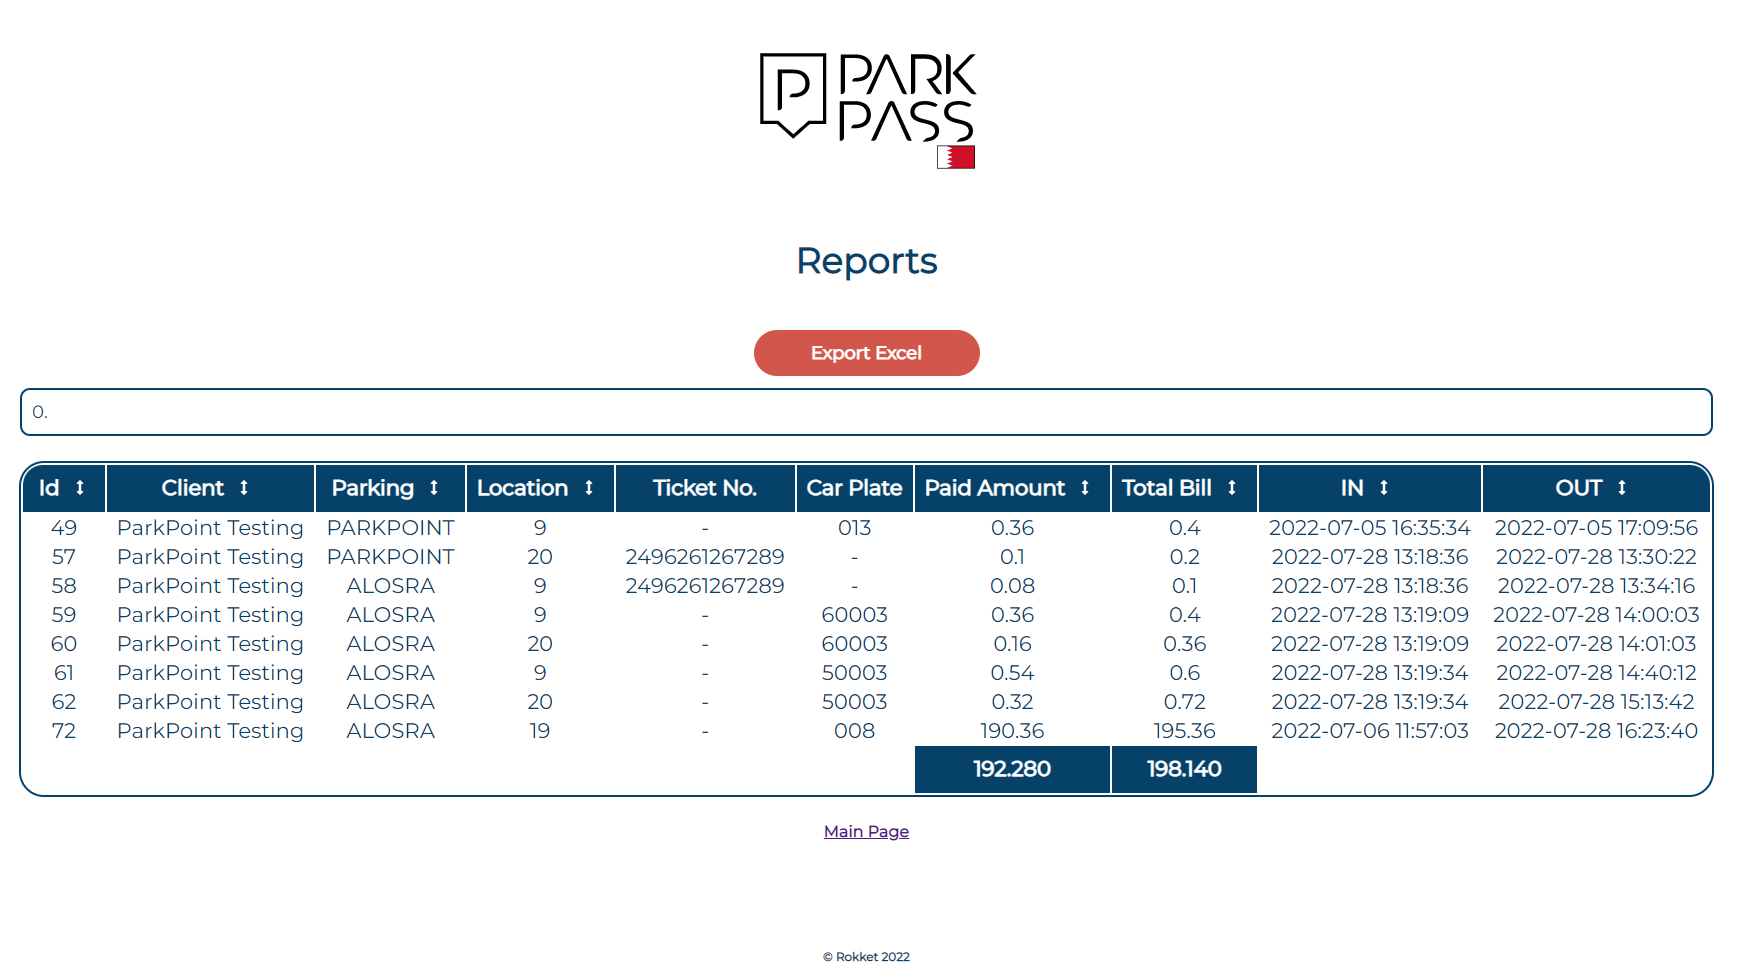 P PARK
PASS
Reports
Export Excel
0.
Id Client Parking Location Ticket No. Car Plate Paid Amount Total Bill IN OUT
49 ParkPoint Testing PARKPOINT 9 - 013 0.36 0.4 2022-07-05 16:35:34 2022-07-05 17:09:56
57 ParkPoint Testing PARKPOINT 20 2496261267289 - 0.1 0.2 2022-07-28 13:18:36 2022-07-28 13:30:22
58 ParkPoint Testing ALOSRA 9 2496261267289 - 0.08 0.1 2022-07-28 13:18:36 2022-07-28 13:34:16
59 ParkPoint Testing ALOSRA 9 - 60003 0.36 0.4 2022-07-28 13:19:09 2022-07-28 14:00:03
60 ParkPoint Testing ALOSRA 20 - 60003 0.16 0.36 2022-07-28 13:19:09 2022-07-28 14:01:03
61 ParkPoint Testing ALOSRA 9 - 50003 0.54 0.6 2022-07-28 13:19:34 2022-07-28 14:40:12
62 ParkPoint Testing ALOSRA 20 - 50003 0.32 0.72 2022-07-28 13:19:34 2022-07-28 15:13:42
72 ParkPoint Testing ALOSRA 19 - 008 190.36 195.36 2022-07-06 11:57:03 2022-07-28 16:23:40
192.280 198.140
Main Page
© Rokket 2022